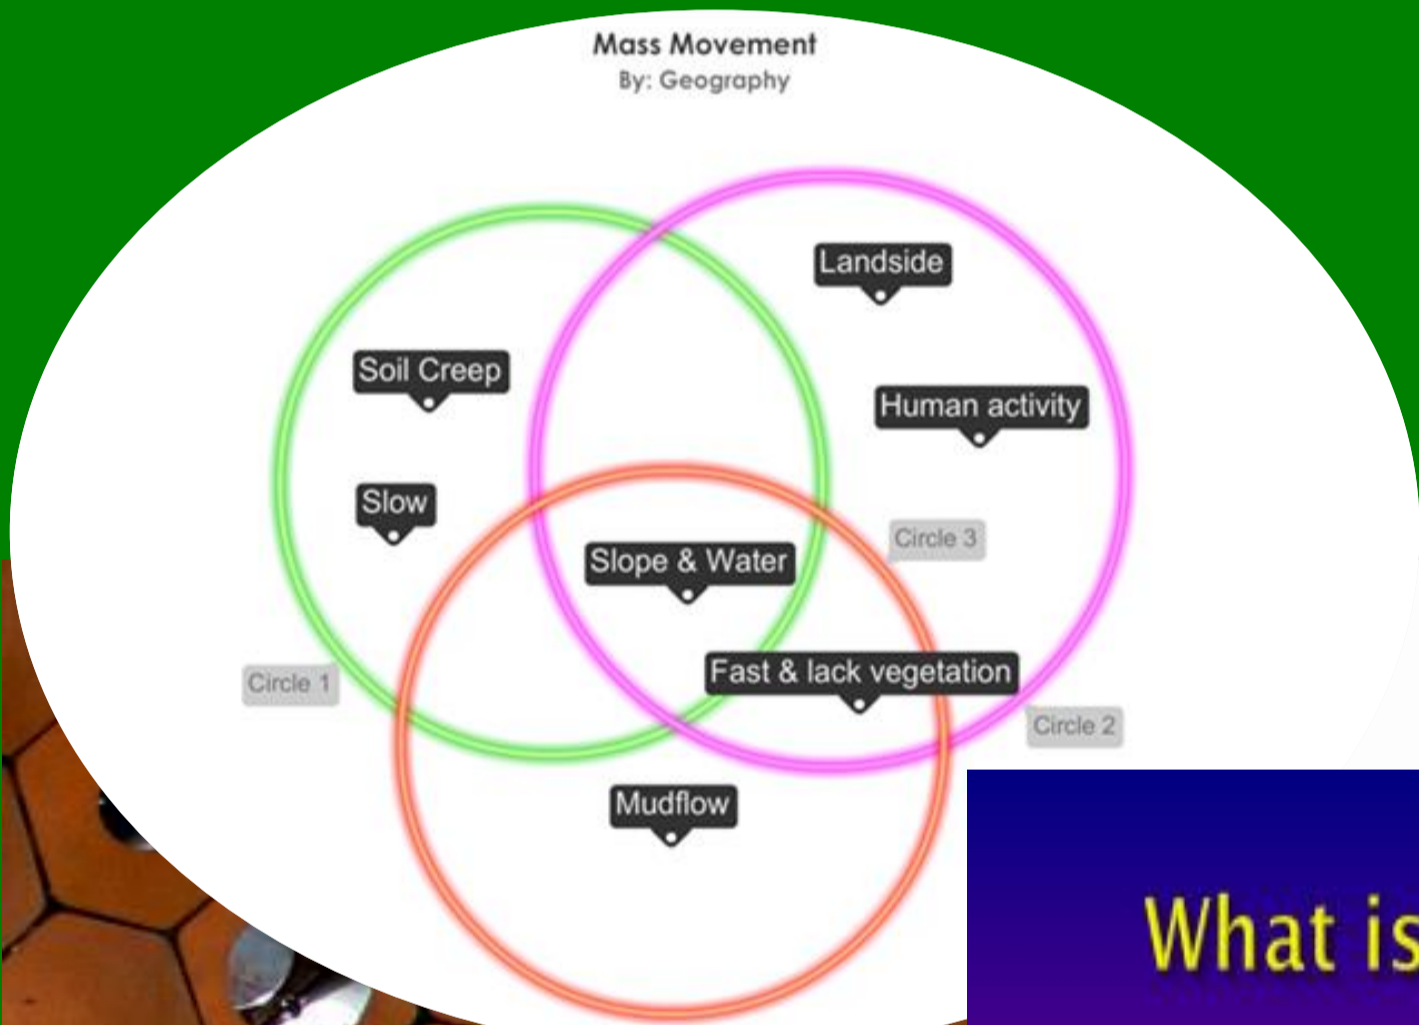 Mass Movement
By: Geography
Landside
Soil Creep
Human activity
Slow
Circle 3
Slope & Water
Fast & lack vegetation
Circle 1
Circle 2
Mudflow
What is